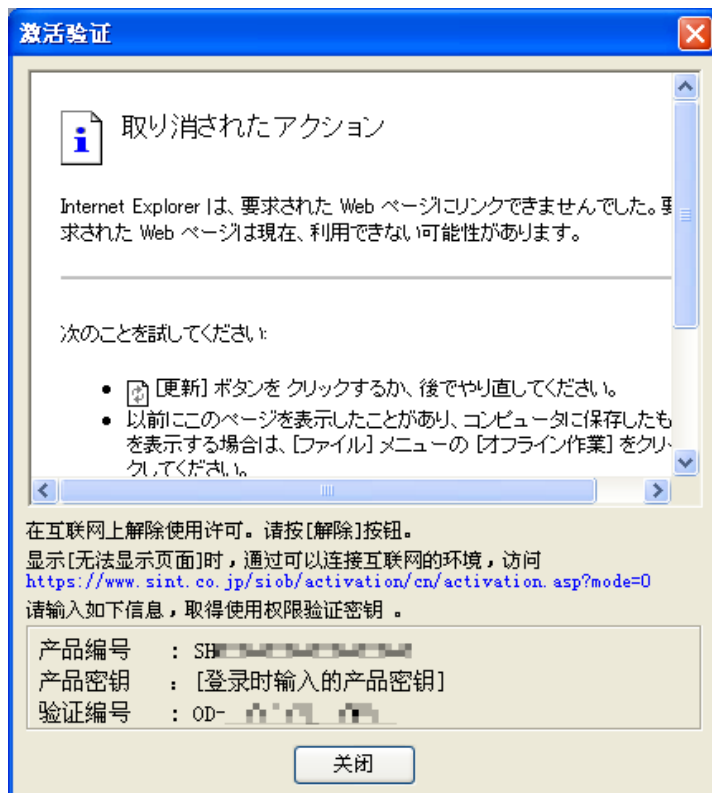 激活验证
取り消されたアクション
Internet Explorer は、要求された Web ページにリンクできませんでした。要
求された Web ページは現在、利用できない可能性があります。
次のことを試してください:
[更新] ボタンを クリックするか、後でやり直してください。
以前にこのページを表示したことがあり、コンピュータに保存したも
を表示する場合は、[ファイル] メニューの [オフライン作業] をクリッ
クしてください。
在互联网上解除使用许可。请按[解除]按钮。
显示[无法显示页面]时，通过可以连接互联网的环境，访问
https://www.sint.co.jp/siob/activation/cn/activation.asp?mode=0
请输入如下信息，取得使用权限验证密钥 。
产品编号 : SH
产品密钥 : [登录时输入的产品密钥]
验证编号 : OD-
关闭